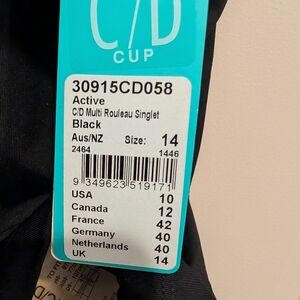 C/D
CUP
30915CD058
Active
C/D Multi Rouleau Singlet
Black
Aus/NZ Size: 14
2464 1446
9 349623 519171
USA 10
Canada 12
France 42
Germany 40
Netherlands 40
UK 14